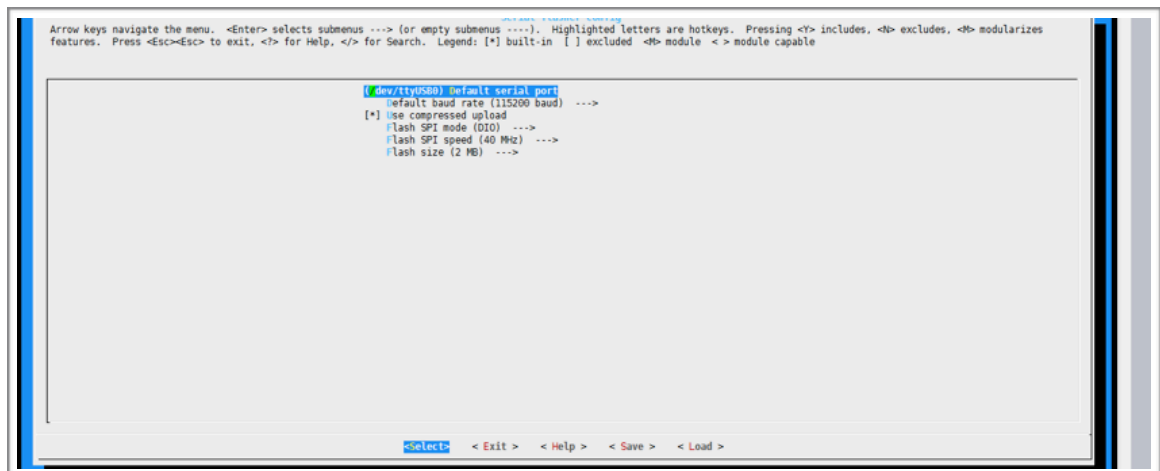 Serial flasher config
Arrow keys navigate the menu.  <Enter> selects submenus ---> (or empty submenus ----).  Highlighted letters are hotkeys.  Pressing <Y> includes, <N> excludes, <M> modularizes
features.  Press <Esc><Esc> to exit, <?> for Help, </> for Search.  Legend: [*] built-in  [ ] excluded  <M> module  < > module capable
(/dev/ttyUSB0) Default serial port
Default baud rate (115200 baud)  --->
[*] Use compressed upload
Flash SPI mode (DIO)  --->
Flash SPI speed (40 MHz)  --->
Flash size (2 MB)  --->
<Select>    < Exit >    < Help >    < Save >    < Load >